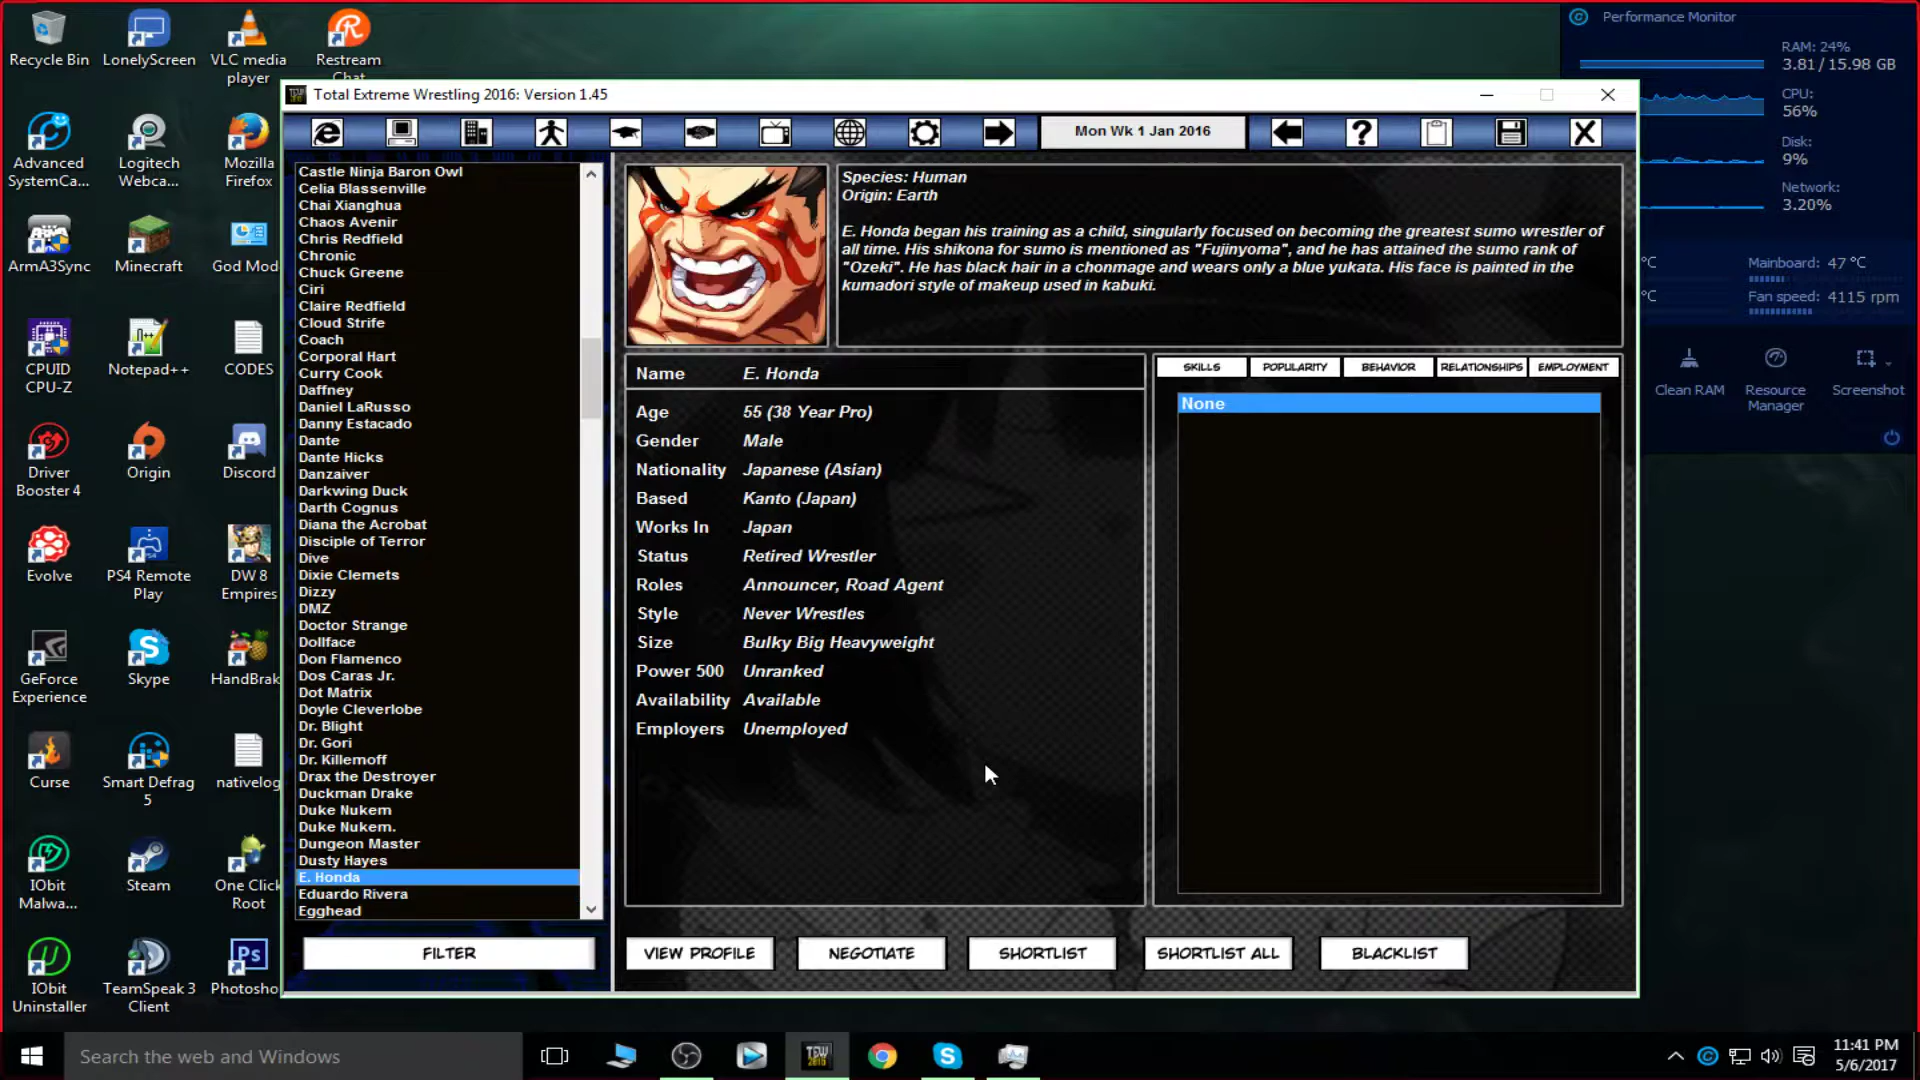 Recycle Bin
LonelyScreen
VLC media
player
Restream
Chat
Advanced
SystemCa...
Logitech
Webca...
Mozilla
Firefox
ArmA3Sync
Minecraft
God Mod
CPUID
CPU-Z
Notepad++
CODES
Driver
Booster 4
Origin
Discord
Evolve
PS4 Remote
Play
DW 8
Empires
GeForce
Experience
Skype
HandBrak
Curse
Smart Defrag
5
nativelog
IObit
Malwa...
Steam
One Click
Root
IObit
Uninstaller
TeamSpeak 3
Client
Photosho
Total Extreme Wrestling 2016: Version 1.45
Mon Wk 1 Jan 2016
Castle Ninja Baron Owl
Celia Blassenville
Chai Xianghua
Chaos Avenir
Chris Redfield
Chronic
Chuck Greene
Ciri
Claire Redfield
Cloud Strife
Coach
Corporal Hart
Curry Cook
Daffney
Daniel LaRusso
Danny Estacado
Dante
Dante Hicks
Danzaiver
Darkwing Duck
Darth Cognus
Diana the Acrobat
Disciple of Terror
Dive
Dixie Clemets
Dizzy
DMZ
Doctor Strange
Dollface
Don Flamenco
Dos Caras Jr.
Dot Matrix
Doyle Cleverlobe
Dr. Blight
Dr. Gori
Dr. Killemoff
Drax the Destroyer
Duckman Drake
Duke Nukem
Duke Nukem.
Dungeon Master
Dusty Hayes
E. Honda
Eduardo Rivera
Egghead
FILTER
Species: Human
Origin: Earth
E. Honda began his training as a child, singularly focused on becoming the greatest sumo wrestler of
all time. His shikona for sumo is mentioned as "Fujinyoma", and he has attained the sumo rank of
"Ozeki". He has black hair in a chonmage and wears only a blue yukata. His face is painted in the
kumadori style of makeup used in kabuki.
Name E. Honda
Age 55 (38 Year Pro)
Gender Male
Nationality Japanese (Asian)
Based Kanto (Japan)
Works In Japan
Status Retired Wrestler
Roles Announcer, Road Agent
Style Never Wrestles
Size Bulky Big Heavyweight
Power 500 Unranked
Availability Available
Employers Unemployed
SKILLS POPULARITY BEHAVIOR RELATIONSHIPS EMPLOYMENT
None
VIEW PROFILE NEGOTIATE SHORTLIST SHORTLIST ALL BLACKLIST
Performance Monitor
RAM: 24%
3.81 / 15.98 GB
CPU:
56%
Disk:
9%
Network:
3.20%
°C Mainboard: 47 °C
°C Fan speed: 4115 rpm
Clean RAM
Resource
Manager
Screenshot
Search the web and Windows
TEW
2016
11:41 PM
5/6/2017